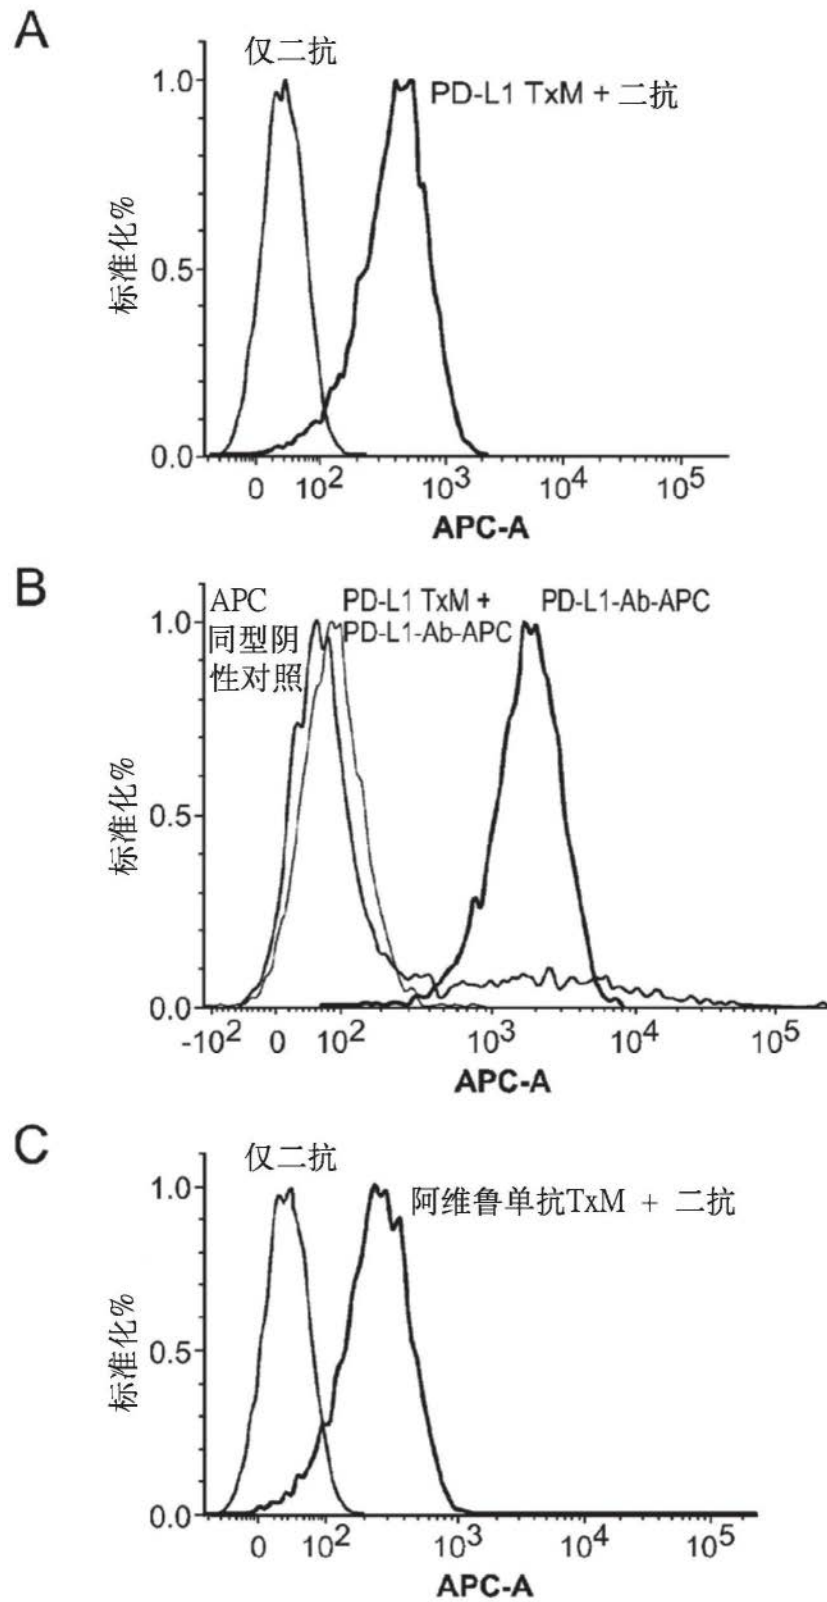 A
仅二抗
PD-L1 TxM + 二抗
标准化%
1.0
0.5
0.0
0 102 103 104 105
APC-A
B
APC
同型阴
性对照
PD-L1 TxM +
PD-L1-Ab-APC
PD-L1-Ab-APC
标准化%
1.0
0.5
0.0
-102 0 102 103 104 105
APC-A
C
仅二抗
阿维鲁单抗TxM + 二抗
标准化%
1.0
0.5
0.0
0 102 103 104 105
APC-A